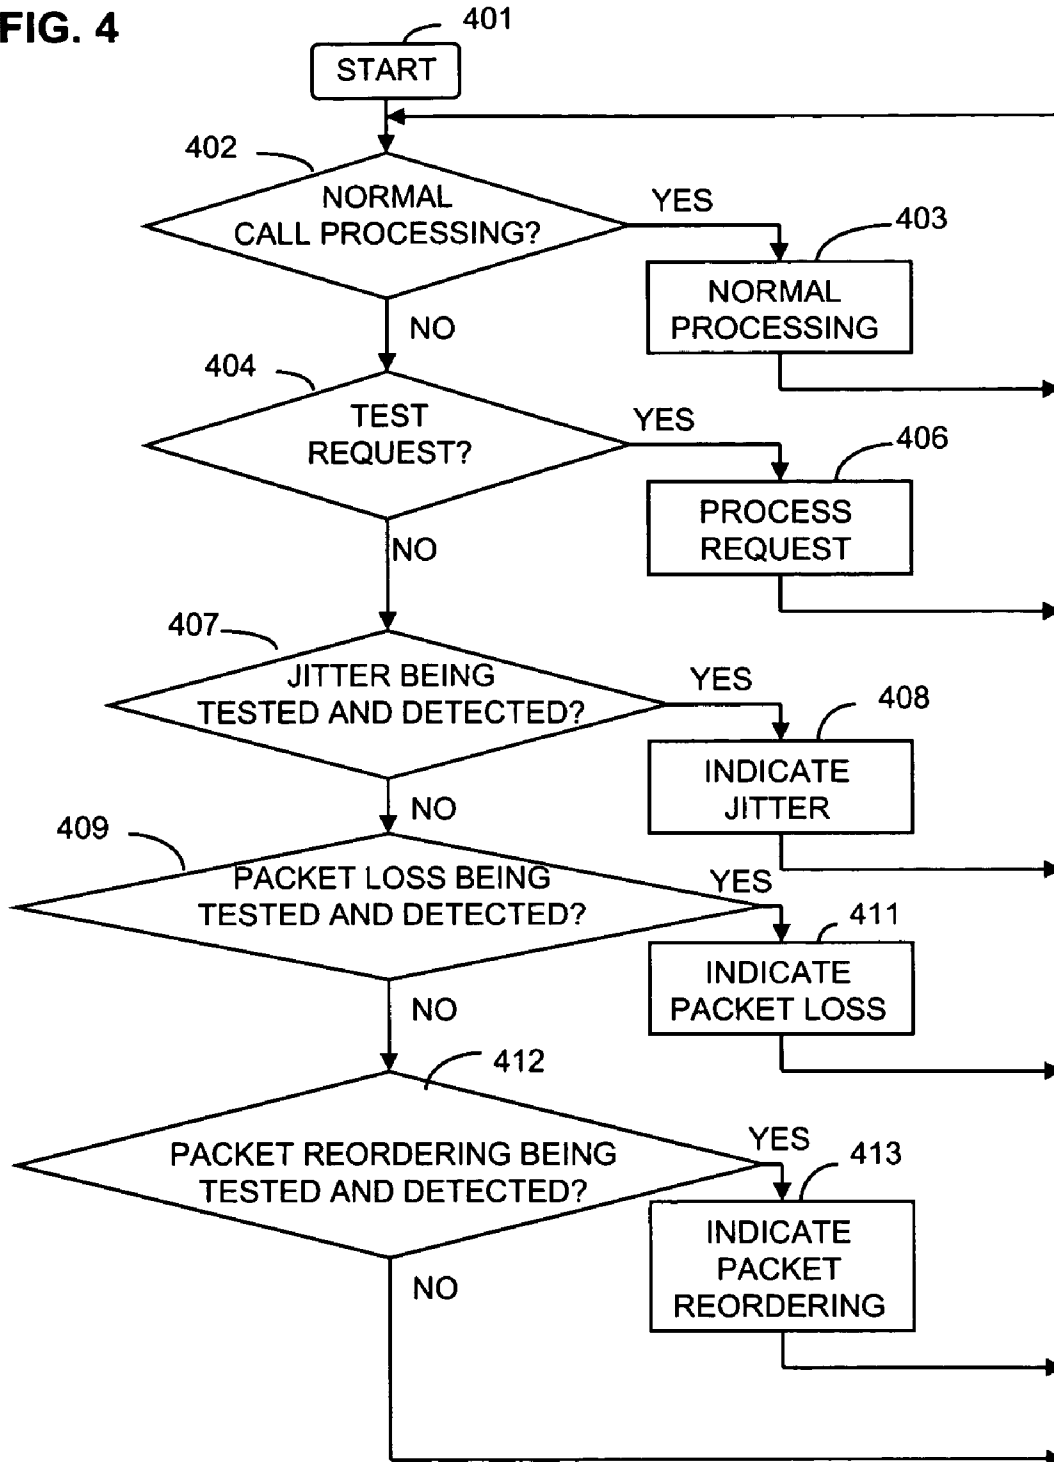 FIG. 4
401
START
402
NORMAL
CALL PROCESSING?
YES
403
NORMAL
PROCESSING
NO
404
TEST
REQUEST?
YES
406
PROCESS
REQUEST
NO
407
JITTER BEING
TESTED AND DETECTED?
YES
408
INDICATE
JITTER
NO
409
PACKET LOSS BEING
TESTED AND DETECTED?
YES
411
INDICATE
PACKET LOSS
NO
412
PACKET REORDERING BEING
TESTED AND DETECTED?
YES
413
INDICATE
PACKET
REORDERING
NO